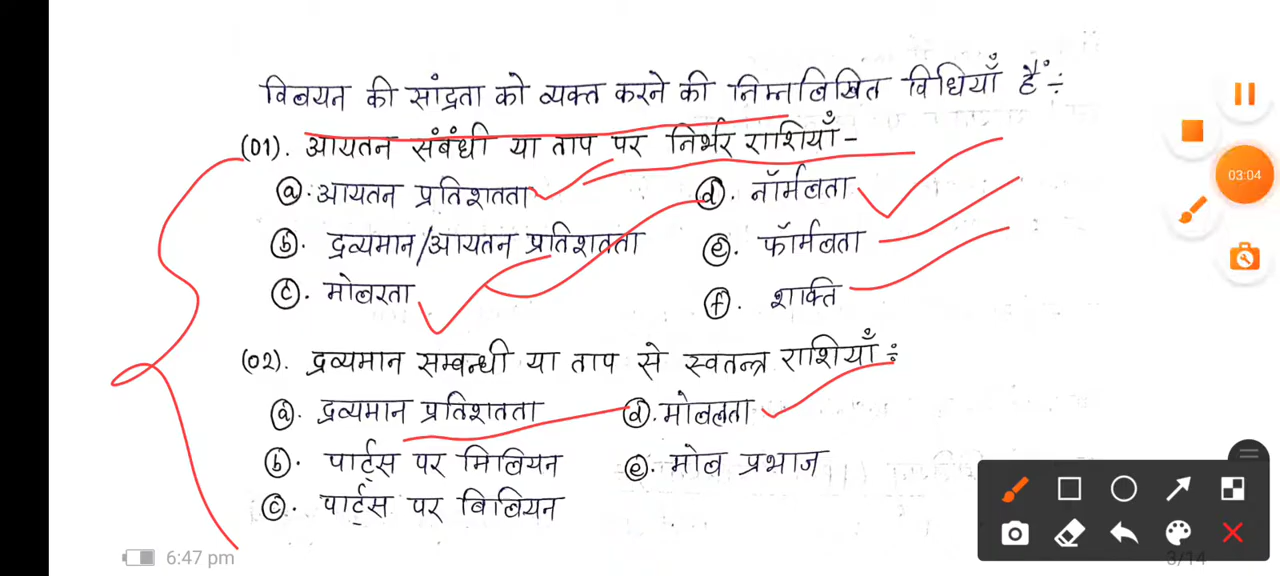 विलयन की सांद्रता को व्यक्त करने की निम्नलिखित विधियाँ हैं ÷
(01). आयतन संबंधी या ताप पर निर्भर राशियाँ -
(a). आयतन प्रतिशतता (d). नॉर्मलता
(b). द्रव्यमान/आयतन प्रतिशतता (e). फॉर्मलता
(c). मोलरता (f). शक्ति
(02). द्रव्यमान सम्बन्धी या ताप से स्वतन्त्र राशियाँ ÷
(a). द्रव्यमान प्रतिशतता (d). मोललता
(b). पार्ट्स पर मिलियन (e). मोल प्रभाज
(c). पार्ट्स पर बिलियन
03:04
6:47 pm
3/14